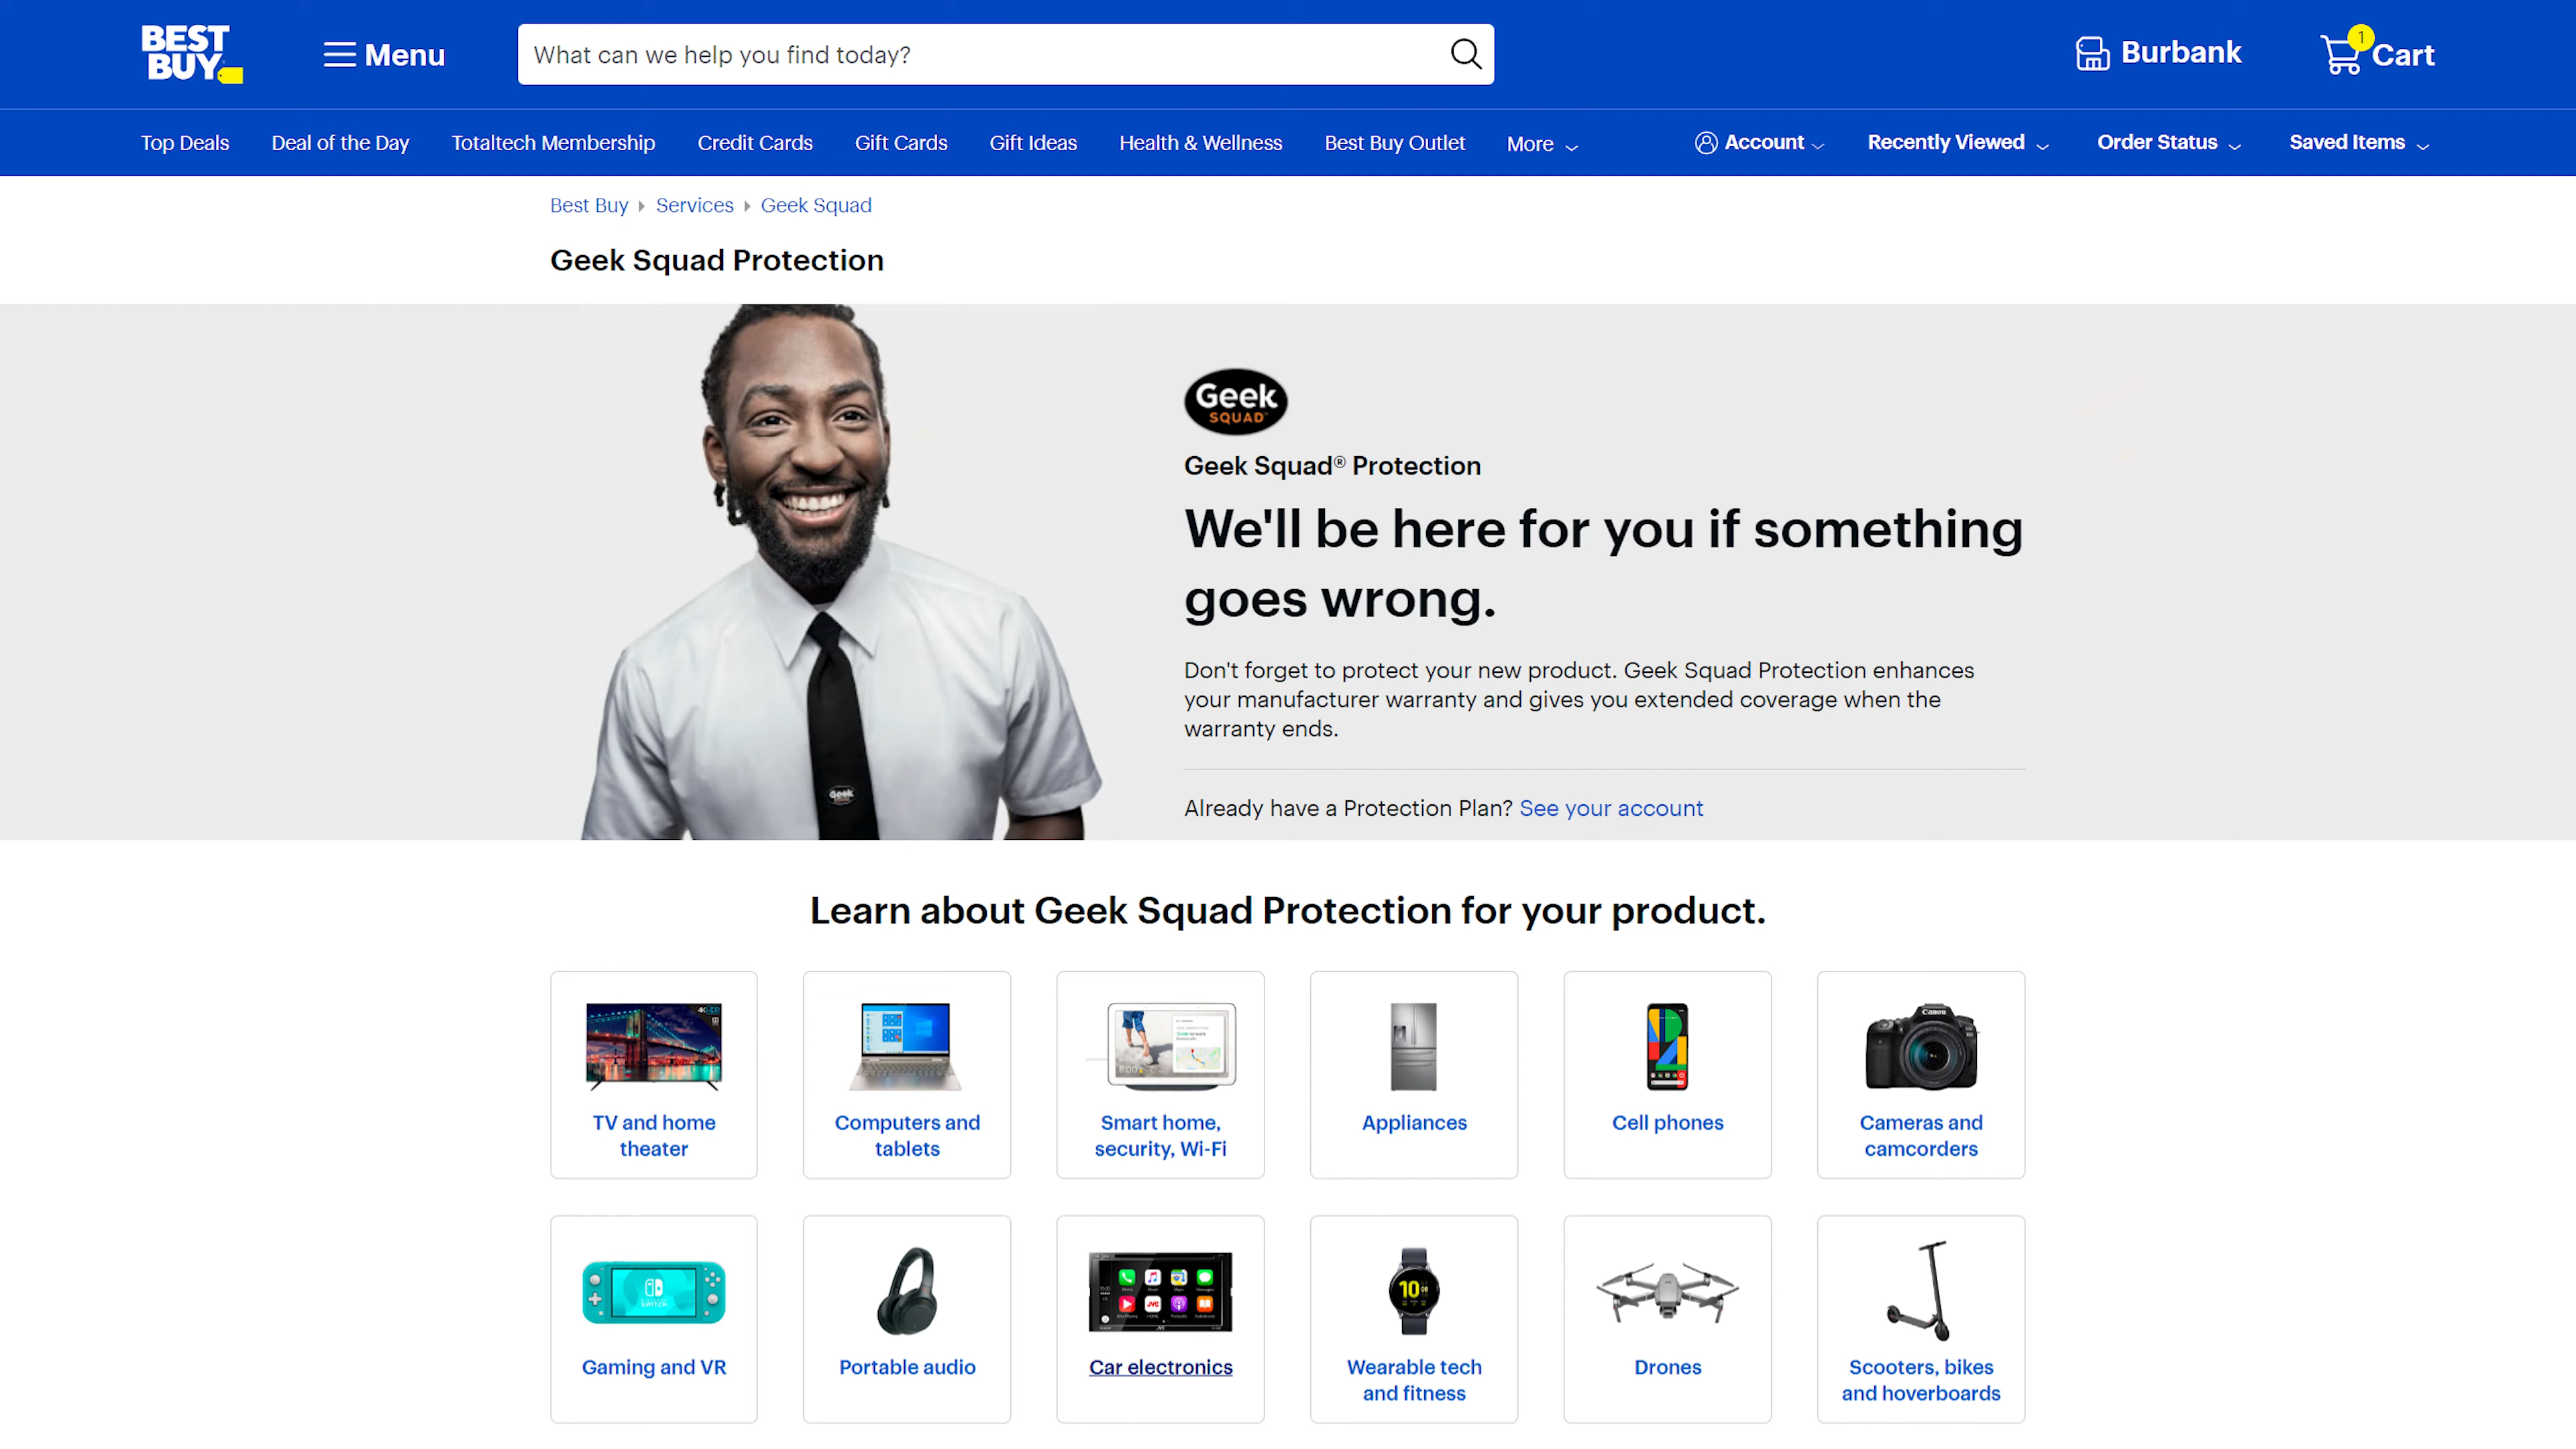 BEST
BUY
Menu
What can we help you find today?
Burbank
1
Cart
Top Deals
Deal of the Day
Totaltech Membership
Credit Cards
Gift Cards
Gift Ideas
Health & Wellness
Best Buy Outlet
More
Account
Recently Viewed
Order Status
Saved Items
Best Buy
Services
Geek Squad
Geek Squad Protection
Geek
SQUAD
Geek Squad® Protection
We'll be here for you if something
goes wrong.
Don't forget to protect your new product. Geek Squad Protection enhances
your manufacturer warranty and gives you extended coverage when the
warranty ends.
Geek
Already have a Protection Plan? See your account
Learn about Geek Squad Protection for your product.
TV and home
theater
Computers and
tablets
Smart home,
security, Wi-Fi
Appliances
Cell phones
Canon
Cameras and
camcorders
Gaming and VR
Portable audio
JVC
Car electronics
10
08
Wearable tech
and fitness
Drones
Scooters, bikes
and hoverboards